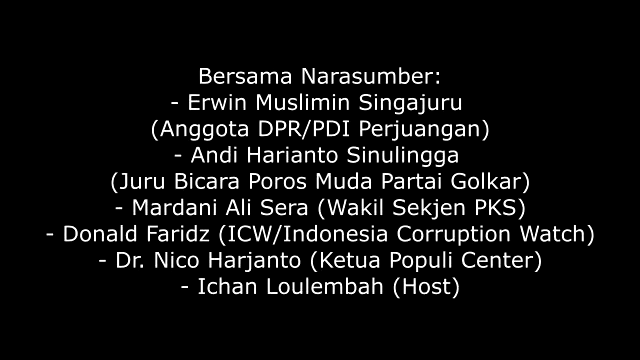 Bersama Narasumber:
- Erwin Muslimin Singajuru
(Anggota DPR/PDI Perjuangan)
- Andi Harianto Sinulingga
(Juru Bicara Poros Muda Partai Golkar)
- Mardani Ali Sera (Wakil Sekjen PKS)
- Donald Faridz (ICW/Indonesia Corruption Watch)
- Dr. Nico Harjanto (Ketua Populi Center)
- Ichan Loulembah (Host)